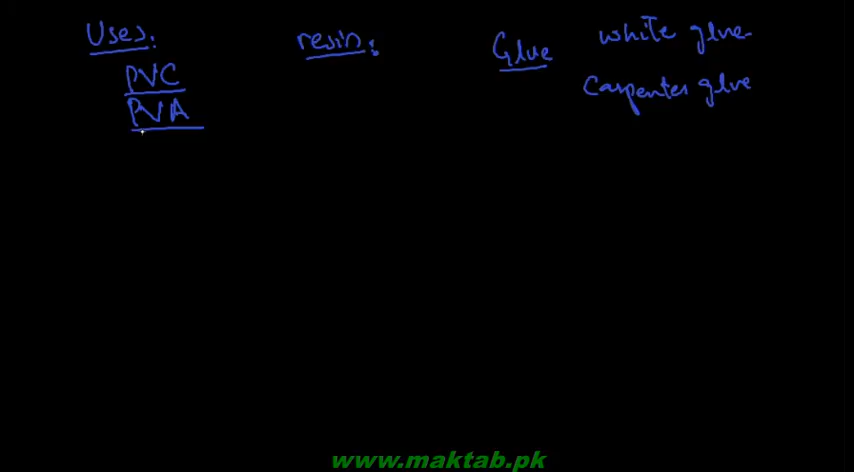 Uses:
PVC
PVA
resin:
Glue
white glue
Carpenter glue
www.maktab.pk